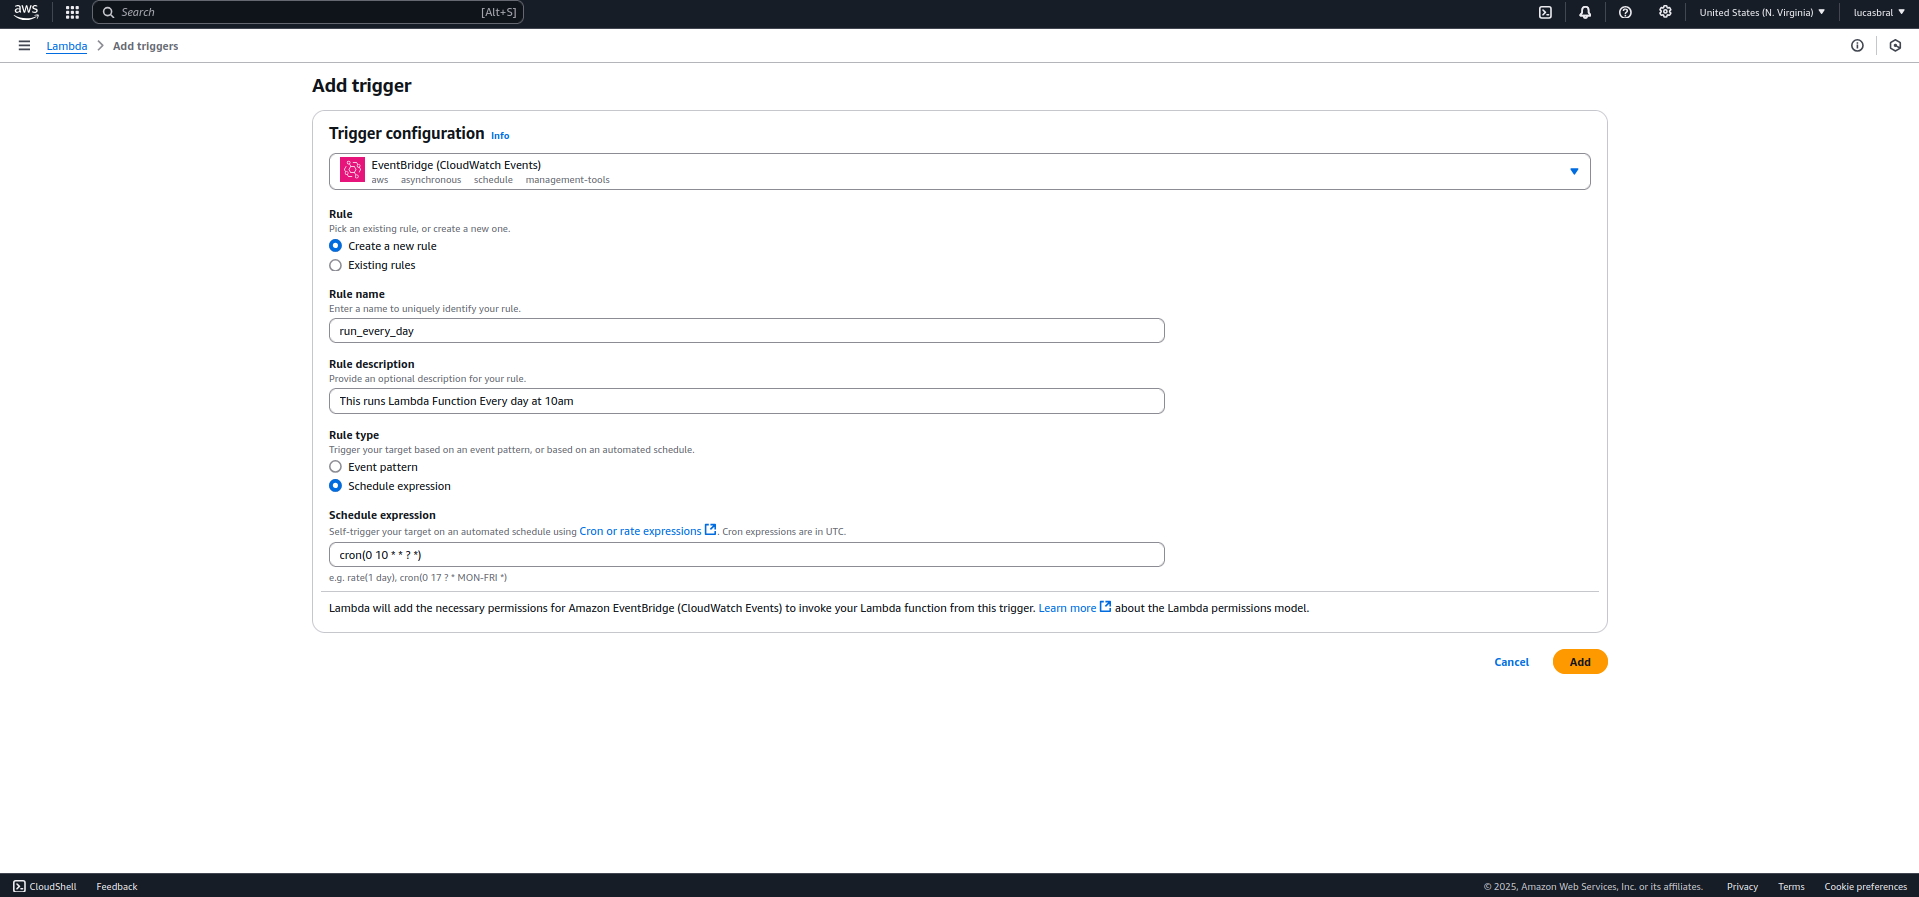 aws
Search [Alt+S]
United States (N. Virginia)
lucasbral
Lambda
Add triggers
Add trigger
Trigger configuration Info
EventBridge (CloudWatch Events)
aws asynchronous schedule management-tools
Rule
Pick an existing rule, or create a new one.
Create a new rule
Existing rules
Rule name
Enter a name to uniquely identify your rule.
run_every_day
Rule description
Provide an optional description for your rule.
This runs Lambda Function Every day at 10am
Rule type
Trigger your target based on an event pattern, or based on an automated schedule.
Event pattern
Schedule expression
Schedule expression
Self-trigger your target on an automated schedule using Cron or rate expressions. Cron expressions are in UTC.
cron(0 10 * * ? *)
e.g. rate(1 day), cron(0 17 ? * MON-FRI *)
Lambda will add the necessary permissions for Amazon EventBridge (CloudWatch Events) to invoke your Lambda function from this trigger. Learn more about the Lambda permissions model.
Cancel
Add
CloudShell Feedback
© 2025, Amazon Web Services, Inc. or its affiliates. Privacy Terms Cookie preferences